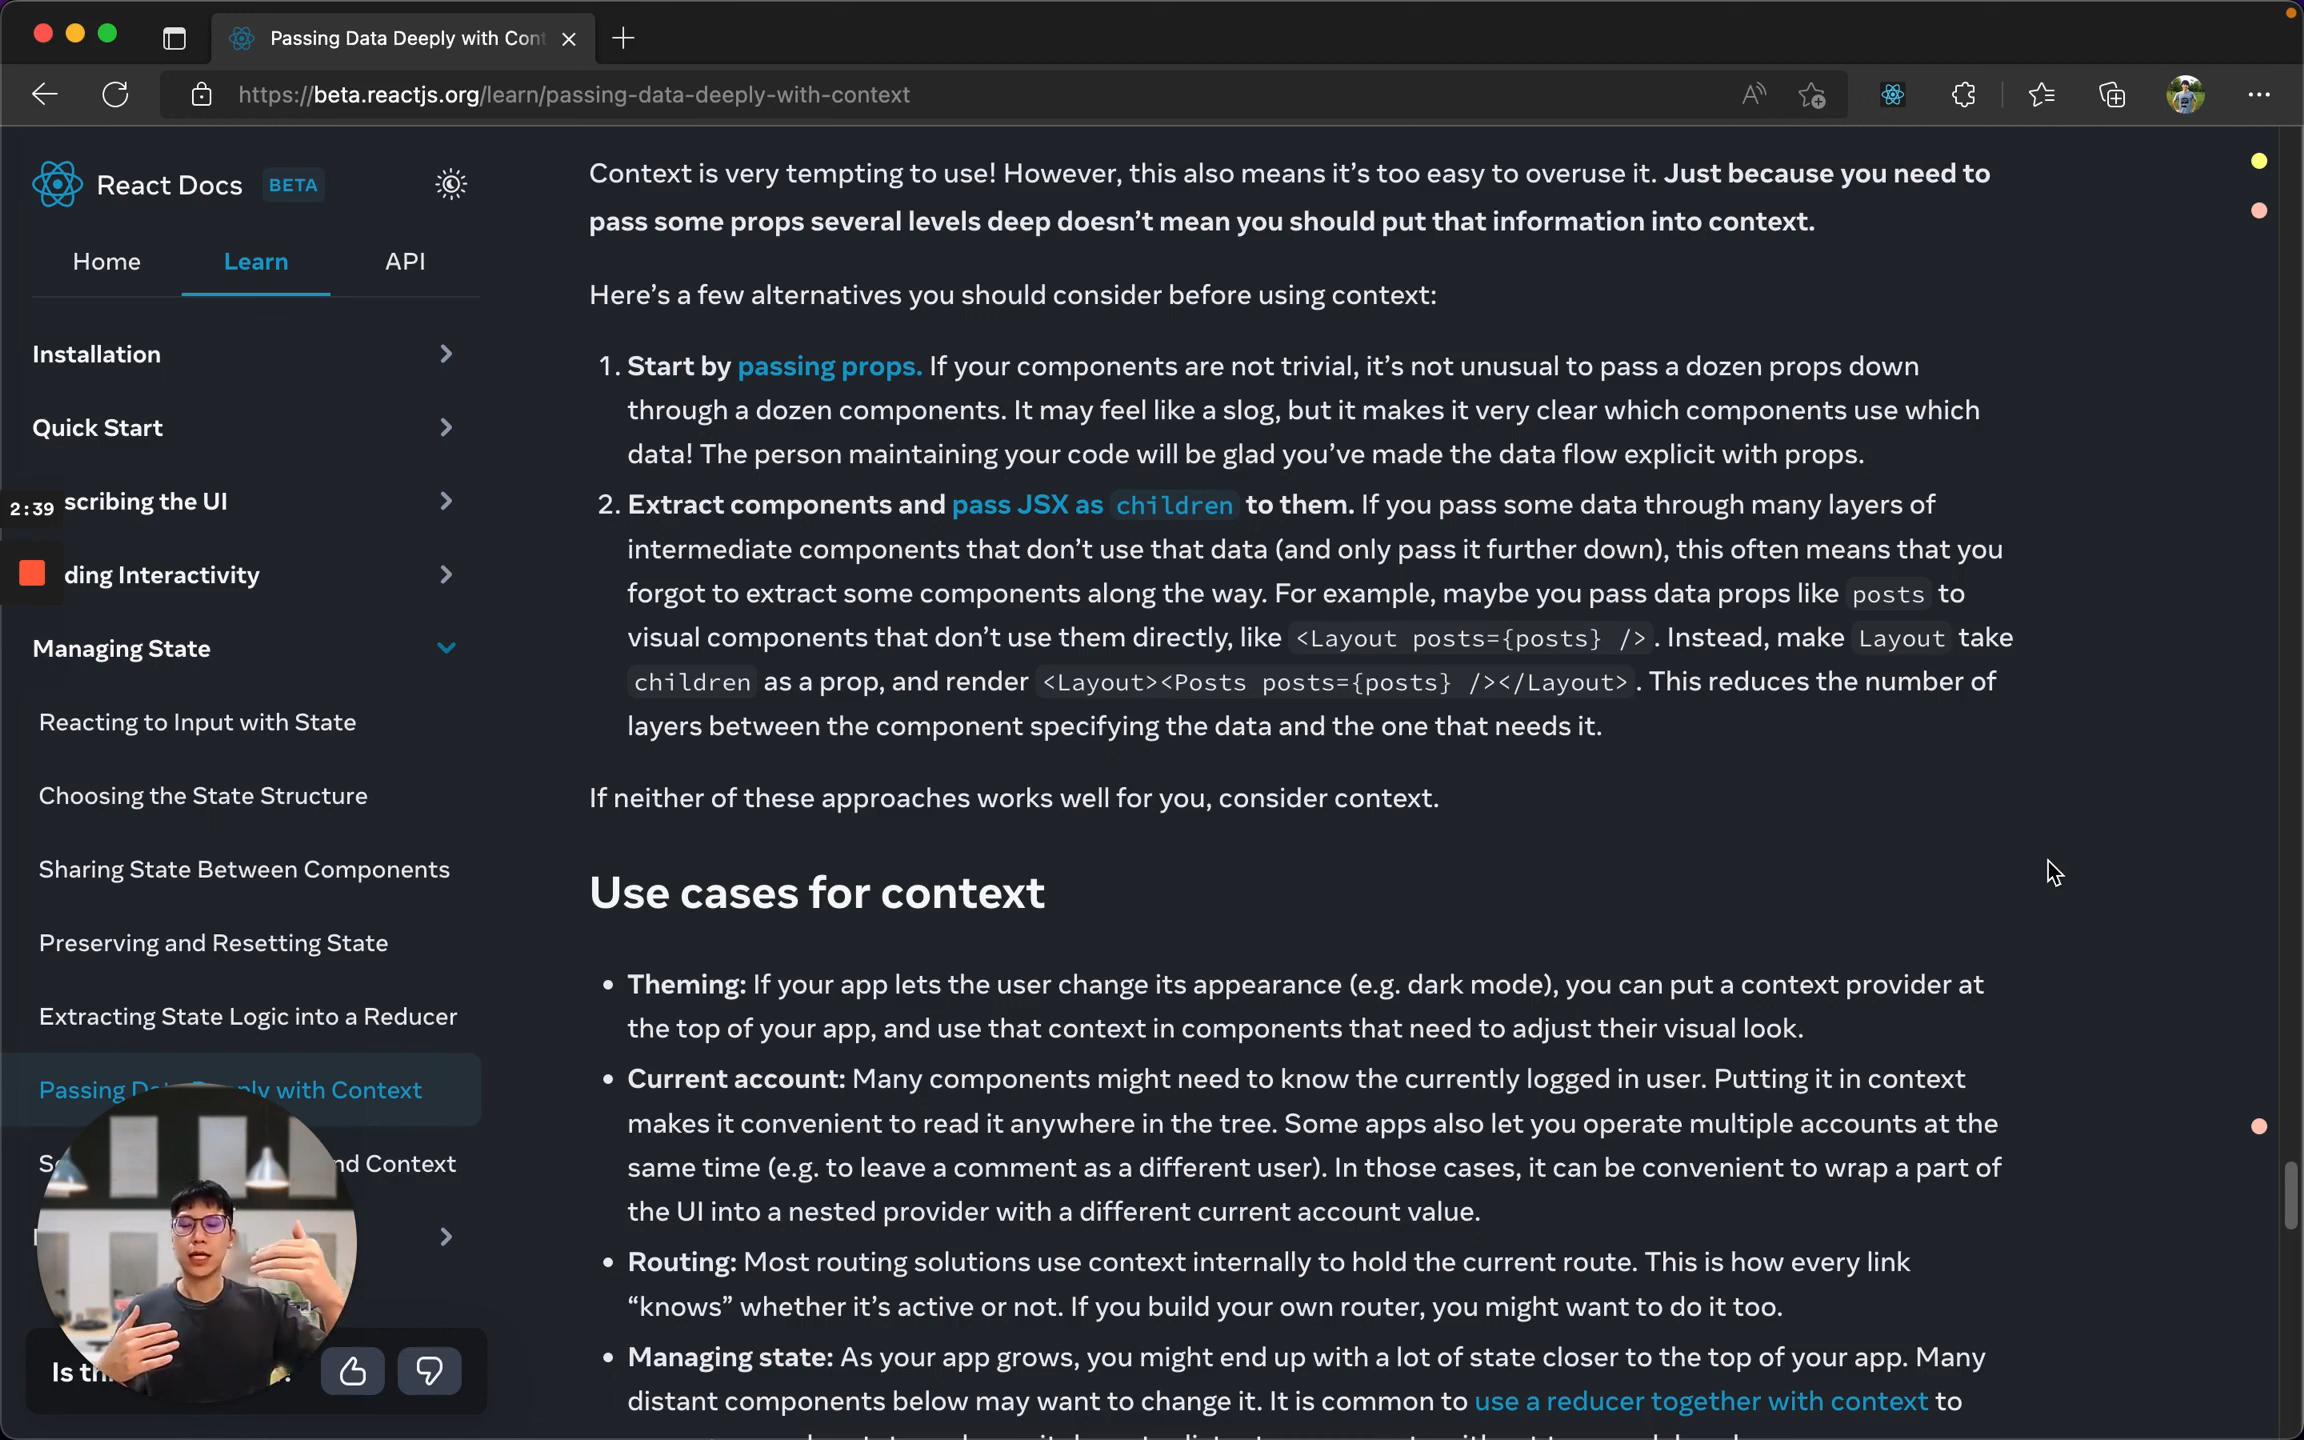 Passing Data Deeply with Cont
https://beta.reactjs.org/learn/passing-data-deeply-with-context
React Docs BETA
Home Learn API
Installation
Quick Start
2:39
scribing the UI
ding Interactivity
Managing State
Reacting to Input with State
Choosing the State Structure
Sharing State Between Components
Preserving and Resetting State
Extracting State Logic into a Reducer
Passing D ply with Context
nd Context
Is th
Context is very tempting to use! However, this also means it’s too easy to overuse it. Just because you need to
pass some props several levels deep doesn’t mean you should put that information into context.
Here’s a few alternatives you should consider before using context:
1. Start by passing props. If your components are not trivial, it’s not unusual to pass a dozen props down
through a dozen components. It may feel like a slog, but it makes it very clear which components use which
data! The person maintaining your code will be glad you’ve made the data flow explicit with props.
2. Extract components and pass JSX as children to them. If you pass some data through many layers of
intermediate components that don’t use that data (and only pass it further down), this often means that you
forgot to extract some components along the way. For example, maybe you pass data props like posts to
visual components that don’t use them directly, like <Layout posts={posts} />. Instead, make Layout take
children as a prop, and render <Layout><Posts posts={posts} /></Layout>. This reduces the number of
layers between the component specifying the data and the one that needs it.
If neither of these approaches works well for you, consider context.
Use cases for context
• Theming: If your app lets the user change its appearance (e.g. dark mode), you can put a context provider at
the top of your app, and use that context in components that need to adjust their visual look.
• Current account: Many components might need to know the currently logged in user. Putting it in context
makes it convenient to read it anywhere in the tree. Some apps also let you operate multiple accounts at the
same time (e.g. to leave a comment as a different user). In those cases, it can be convenient to wrap a part of
the UI into a nested provider with a different current account value.
• Routing: Most routing solutions use context internally to hold the current route. This is how every link
“knows” whether it’s active or not. If you build your own router, you might want to do it too.
• Managing state: As your app grows, you might end up with a lot of state closer to the top of your app. Many
distant components below may want to change it. It is common to use a reducer together with context to